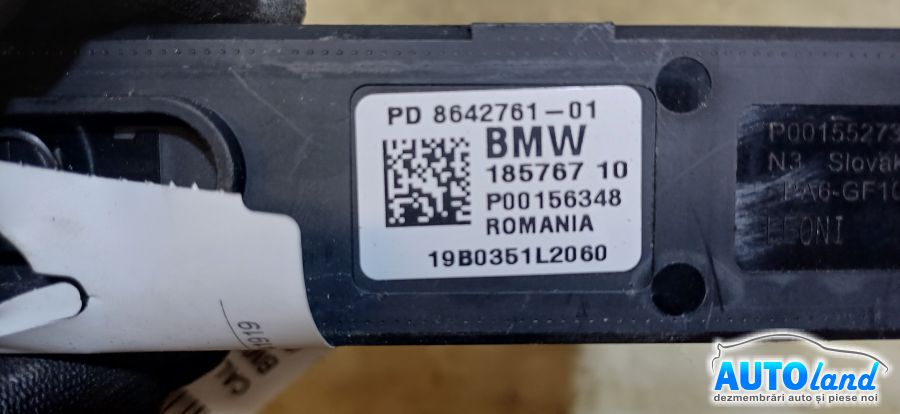 PD 8642761-01
BMW
185767 10
P00156348
ROMANIA
19B0351L2060
P00155273
N3 Slovak
LEONI
1919
AUTOland
dezmembrări auto și piese noi